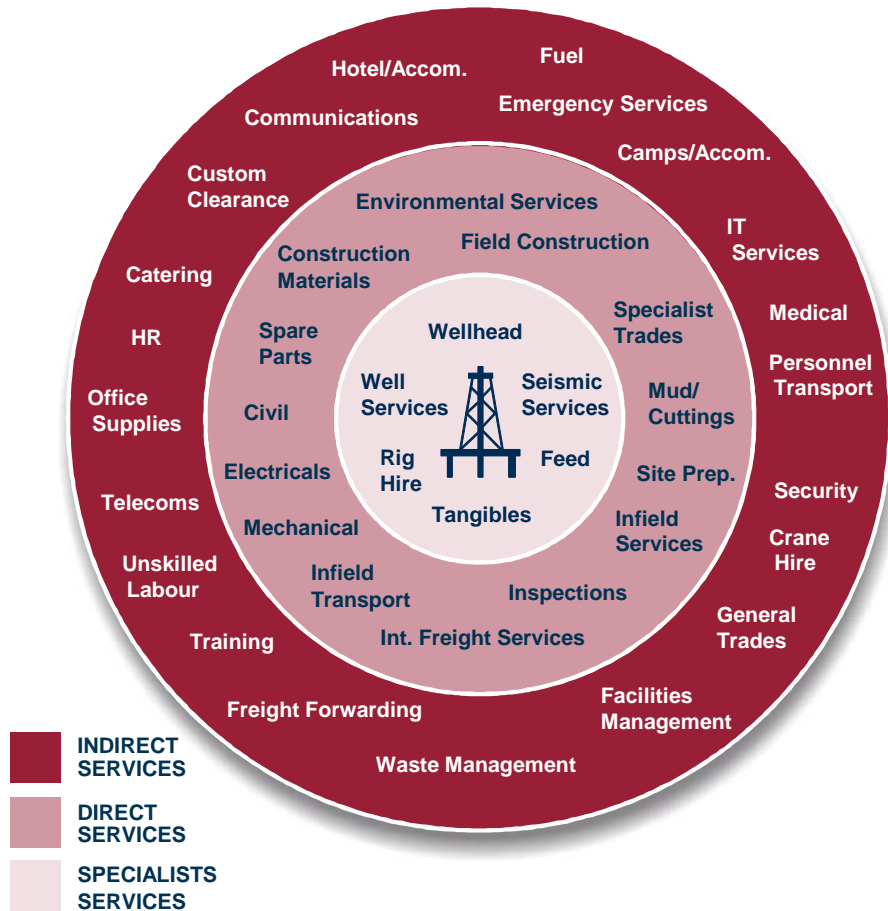 Fuel
Hotel/Accom.
Emergency Services
Communications
Camps/Accom.
Custom
Clearance
Environmental Services
IT
Services
Field Construction
Construction
Materials
Catering
Medical
Specialist
Trades
Wellhead
HR
Spare
Parts
Personnel
Transport
Well
Services
Seismic
Services
Mud/
Cuttings
Office
Supplies
Civil
Rig
Hire
Feed
Electricals
Site Prep.
Security
Telecoms
Tangibles
Mechanical
Infield
Services
Crane
Hire
Unskilled
Labour
Infield
Transport
Inspections
General
Trades
Training
Int. Freight Services
Freight Forwarding
Facilities
Management
Waste Management
INDIRECT
SERVICES
DIRECT
SERVICES
SPECIALISTS
SERVICES